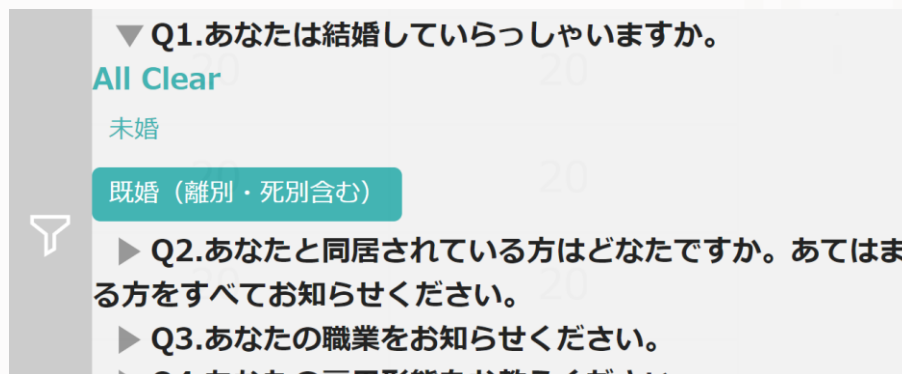 ▼ Q1.あなたは結婚していらっしゃいますか。
All Clear
未婚
既婚（離別・死別含む）
▶ Q2.あなたと同居されている方はどなたですか。あてはま
る方をすべてお知らせください。
▶ Q3.あなたの職業をお知らせください。